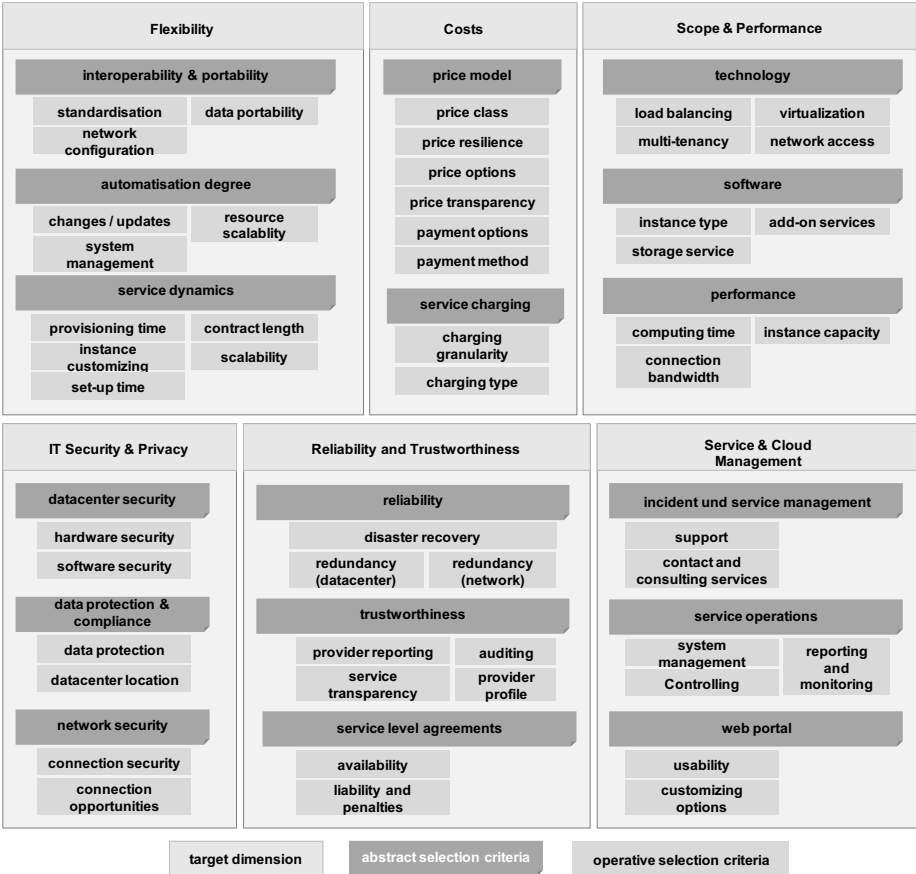 Flexibility
interoperability & portability
standardisation
data portability
network
configuration
automatisation degree
changes / updates
resource
scalablity
system
management
service dynamics
provisioning time
contract length
instance
customizing
scalability
set-up time
Costs
price model
price class
price resilience
price options
price transparency
payment options
payment method
service charging
charging
granularity
charging type
Scope & Performance
technology
load balancing
virtualization
multi-tenancy
network access
software
instance type
add-on services
storage service
performance
computing time
instance capacity
connection
bandwidth
IT Security & Privacy
datacenter security
hardware security
software security
data protection &
compliance
data protection
datacenter location
network security
connection security
connection
opportunities
Reliability and Trustworthiness
reliability
disaster recovery
redundancy
(datacenter)
redundancy
(network)
trustworthiness
provider reporting
auditing
service
transparency
provider
profile
service level agreements
availability
liability and
penalties
Service & Cloud
Management
incident und service management
support
contact and
consulting services
service operations
system
management
reporting
and
monitoring
Controlling
web portal
usability
customizing
options
target dimension
abstract selection criteria
operative selection criteria